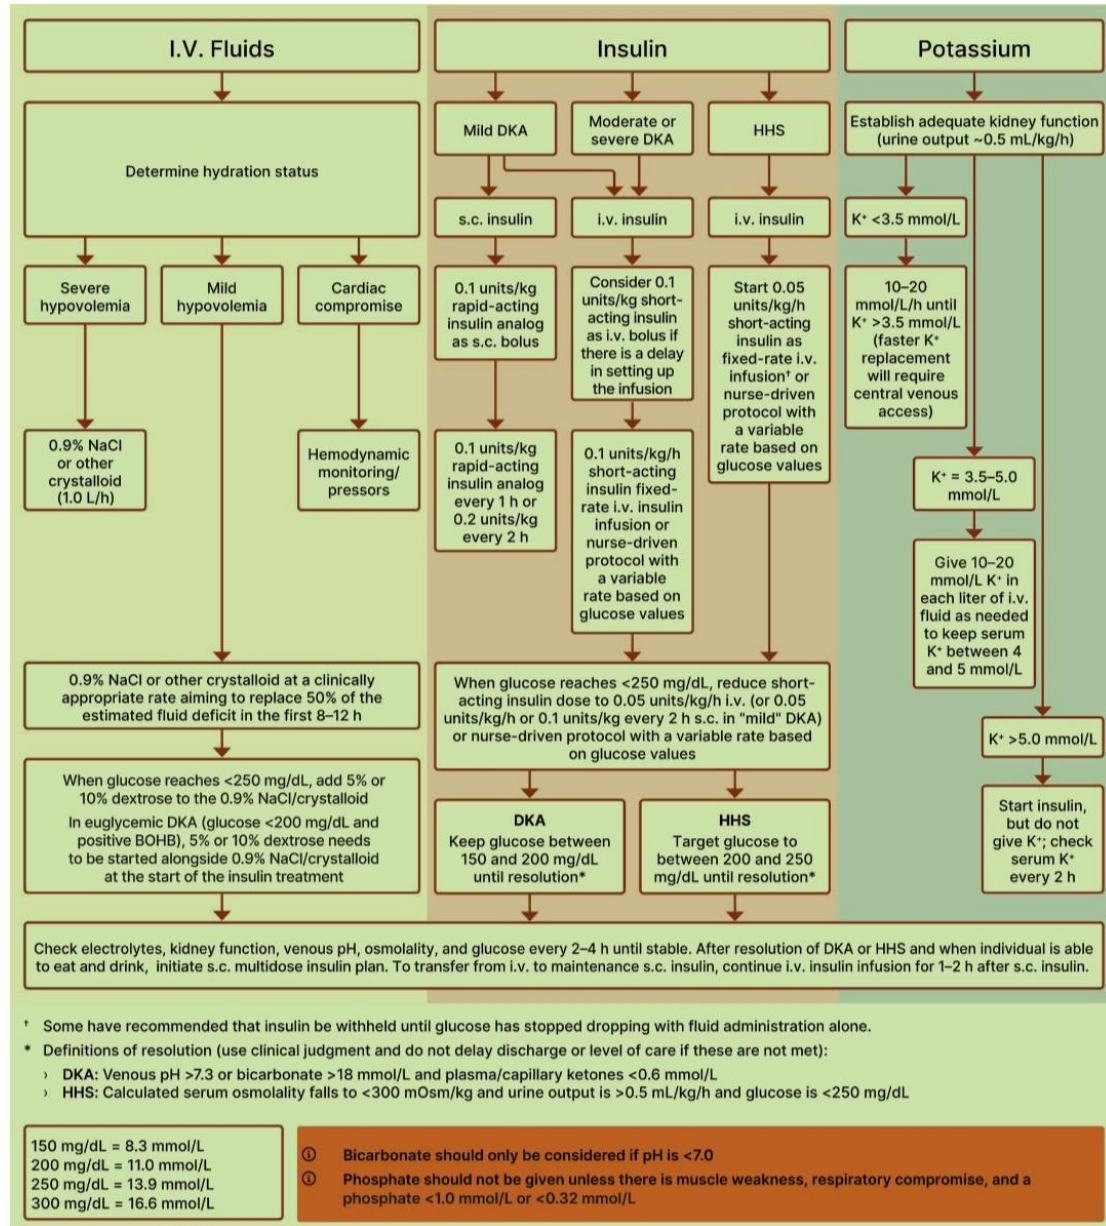 I.V. Fluids
Determine hydration status
Severe
hypovolemia
Mild
hypovolemia
Cardiac
compromise
0.9% NaCl
or other
crystalloid
(1.0 L/h)
Hemodynamic
monitoring/
pressors
0.9% NaCl or other crystalloid at a clinically
appropriate rate aiming to replace 50% of the
estimated fluid deficit in the first 8–12 h
When glucose reaches <250 mg/dL, add 5% or
10% dextrose to the 0.9% NaCl/crystalloid
In euglycemic DKA (glucose <200 mg/dL and
positive BOHB), 5% or 10% dextrose needs
to be started alongside 0.9% NaCl/crystalloid
at the start of the insulin treatment
Insulin
Mild DKA
Moderate or
severe DKA
HHS
s.c. insulin
i.v. insulin
i.v. insulin
0.1 units/kg
rapid-acting
insulin analog
as s.c. bolus
Consider 0.1
units/kg short-
acting insulin
as i.v. bolus if
there is a delay
in setting up
the infusion
Start 0.05
units/kg/h
short-acting
insulin as
fixed-rate i.v.
infusion† or
nurse-driven
protocol with
a variable
rate based on
glucose values
0.1 units/kg
rapid-acting
insulin analog
every 1 h or
0.2 units/kg
every 2 h
0.1 units/kg/h
short-acting
insulin fixed-
rate i.v. insulin
infusion or
nurse-driven
protocol with
a variable
rate based on
glucose values
When glucose reaches <250 mg/dL, reduce short-
acting insulin dose to 0.05 units/kg/h i.v. (or 0.05
units/kg/h or 0.1 units/kg every 2 h s.c. in "mild" DKA)
or nurse-driven protocol with a variable rate based
on glucose values
DKA
Keep glucose between
150 and 200 mg/dL
until resolution*
HHS
Target glucose to
between 200 and 250
mg/dL until resolution*
Potassium
Establish adequate kidney function
(urine output ~0.5 mL/kg/h)
K⁺ <3.5 mmol/L
10–20
mmol/L/h until
K⁺ >3.5 mmol/L
(faster K⁺
replacement
will require
central venous
access)
K⁺ = 3.5–5.0
mmol/L
Give 10–20
mmol/L K⁺ in
each liter of i.v.
fluid as needed
to keep serum
K⁺ between 4
and 5 mmol/L
K⁺ >5.0 mmol/L
Start insulin,
but do not
give K⁺; check
serum K⁺
every 2 h
Check electrolytes, kidney function, venous pH, osmolality, and glucose every 2–4 h until stable. After resolution of DKA or HHS and when individual is able
to eat and drink, initiate s.c. multidose insulin plan. To transfer from i.v. to maintenance s.c. insulin, continue i.v. insulin infusion for 1–2 h after s.c. insulin.
† Some have recommended that insulin be withheld until glucose has stopped dropping with fluid administration alone.
* Definitions of resolution (use clinical judgment and do not delay discharge or level of care if these are not met):
› DKA: Venous pH >7.3 or bicarbonate >18 mmol/L and plasma/capillary ketones <0.6 mmol/L
› HHS: Calculated serum osmolality falls to <300 mOsm/kg and urine output is >0.5 mL/kg/h and glucose is <250 mg/dL
150 mg/dL = 8.3 mmol/L
200 mg/dL = 11.0 mmol/L
250 mg/dL = 13.9 mmol/L
300 mg/dL = 16.6 mmol/L
Bicarbonate should only be considered if pH is <7.0
Phosphate should not be given unless there is muscle weakness, respiratory compromise, and a
phosphate <1.0 mmol/L or <0.32 mmol/L